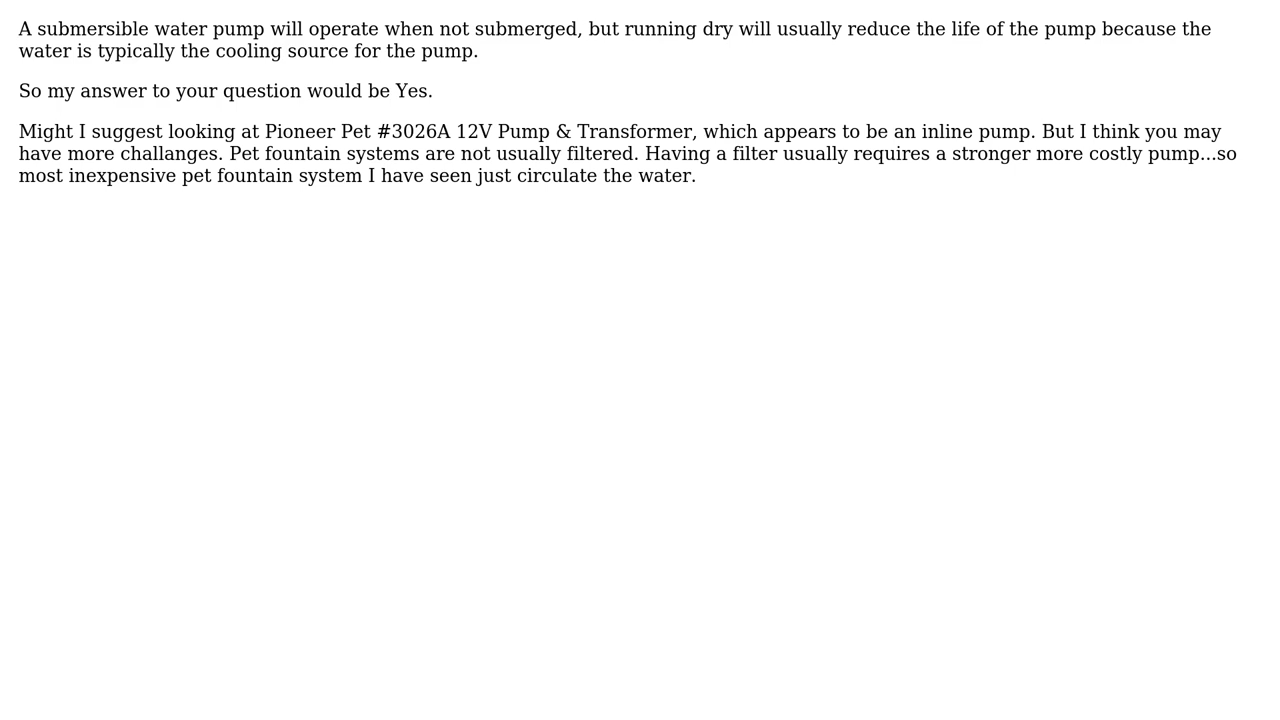 A submersible water pump will operate when not submerged, but running dry will usually reduce the life of the pump because the
water is typically the cooling source for the pump.
So my answer to your question would be Yes.
Might I suggest looking at Pioneer Pet #3026A 12V Pump & Transformer, which appears to be an inline pump. But I think you may
have more challanges. Pet fountain systems are not usually filtered. Having a filter usually requires a stronger more costly pump...so
most inexpensive pet fountain system I have seen just circulate the water.